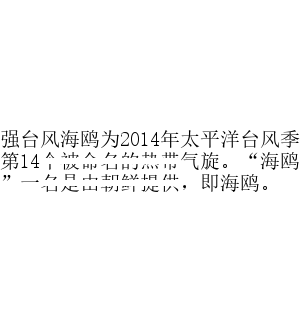 强台风海鸥为2014年太平洋台风季
第14个被命名的热带气旋。“海鸥
”一名是由朝鲜提供，即海鸥。